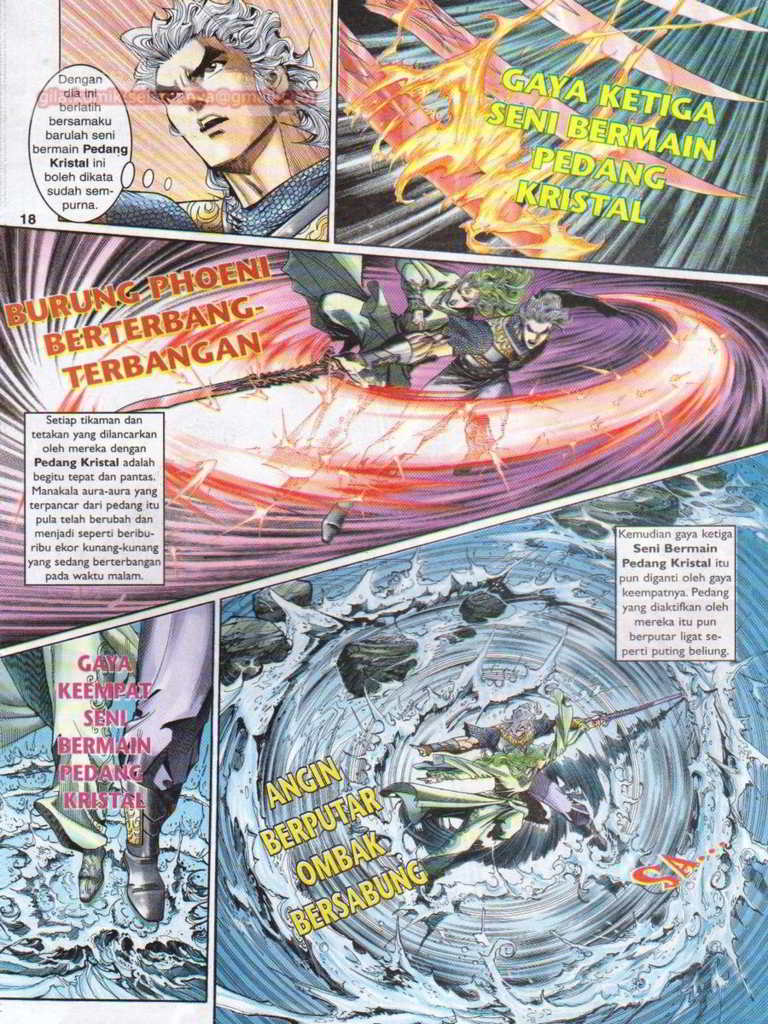 Dengan
dia ini
berlatih
bersamaku
barulah seni
bermain Pedang
Kristal ini
boleh dikata
sudah sem-
purna.
18
GAYA KETIGA
SENI BERMAIN
PEDANG
KRISTAL
BURUNG PHOENI
BERTERBANG-
TERBANGAN
Setiap tikaman dan
tetakan yang dilancarkan
oleh mereka dengan
Pedang Kristal adalah
begitu tepat dan pantas.
Manakala aura-aura yang
terpancar dari pedang itu
pula telah berubah dan
menjadi seperti beribu-
ribu ekor kunang-kunang
yang sedang berterbangan
pada waktu malam.
Kemudian gaya ketiga
Seni Bermain
Pedang Kristal itu
pun diganti oleh gaya
keempatnya. Pedang
yang diaktifkan oleh
mereka itu pun
berputar ligat se-
perti puting beliung.
GAYA
KEEMPAT
SENI
BERMAIN
PEDANG
KRISTAL
ANGIN
BERPUTAR
OMBAK
BERSABUNG
SA...